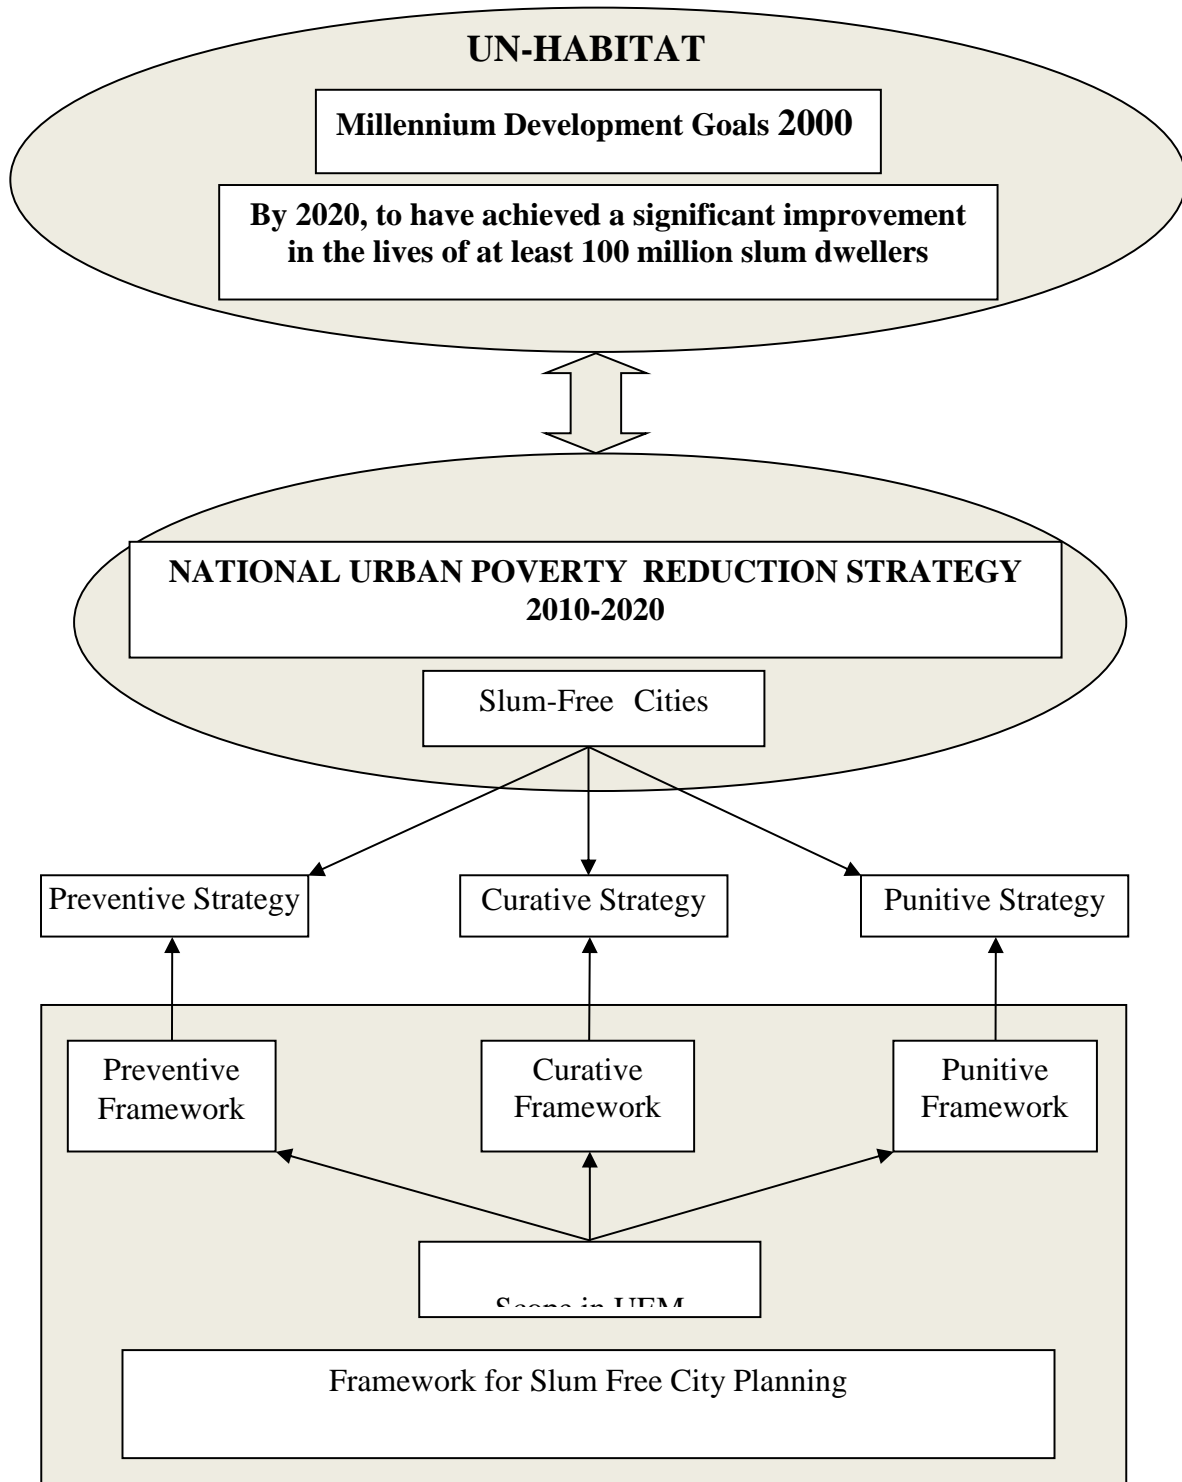 UN-HABITAT
Millennium Development Goals 2000
By 2020, to have achieved a significant improvement
in the lives of at least 100 million slum dwellers
NATIONAL URBAN POVERTY REDUCTION STRATEGY
2010-2020
Slum-Free Cities
Preventive Strategy
Curative Strategy
Punitive Strategy
Preventive
Framework
Curative
Framework
Punitive
Framework
Scope in
Framework for Slum Free City Planning